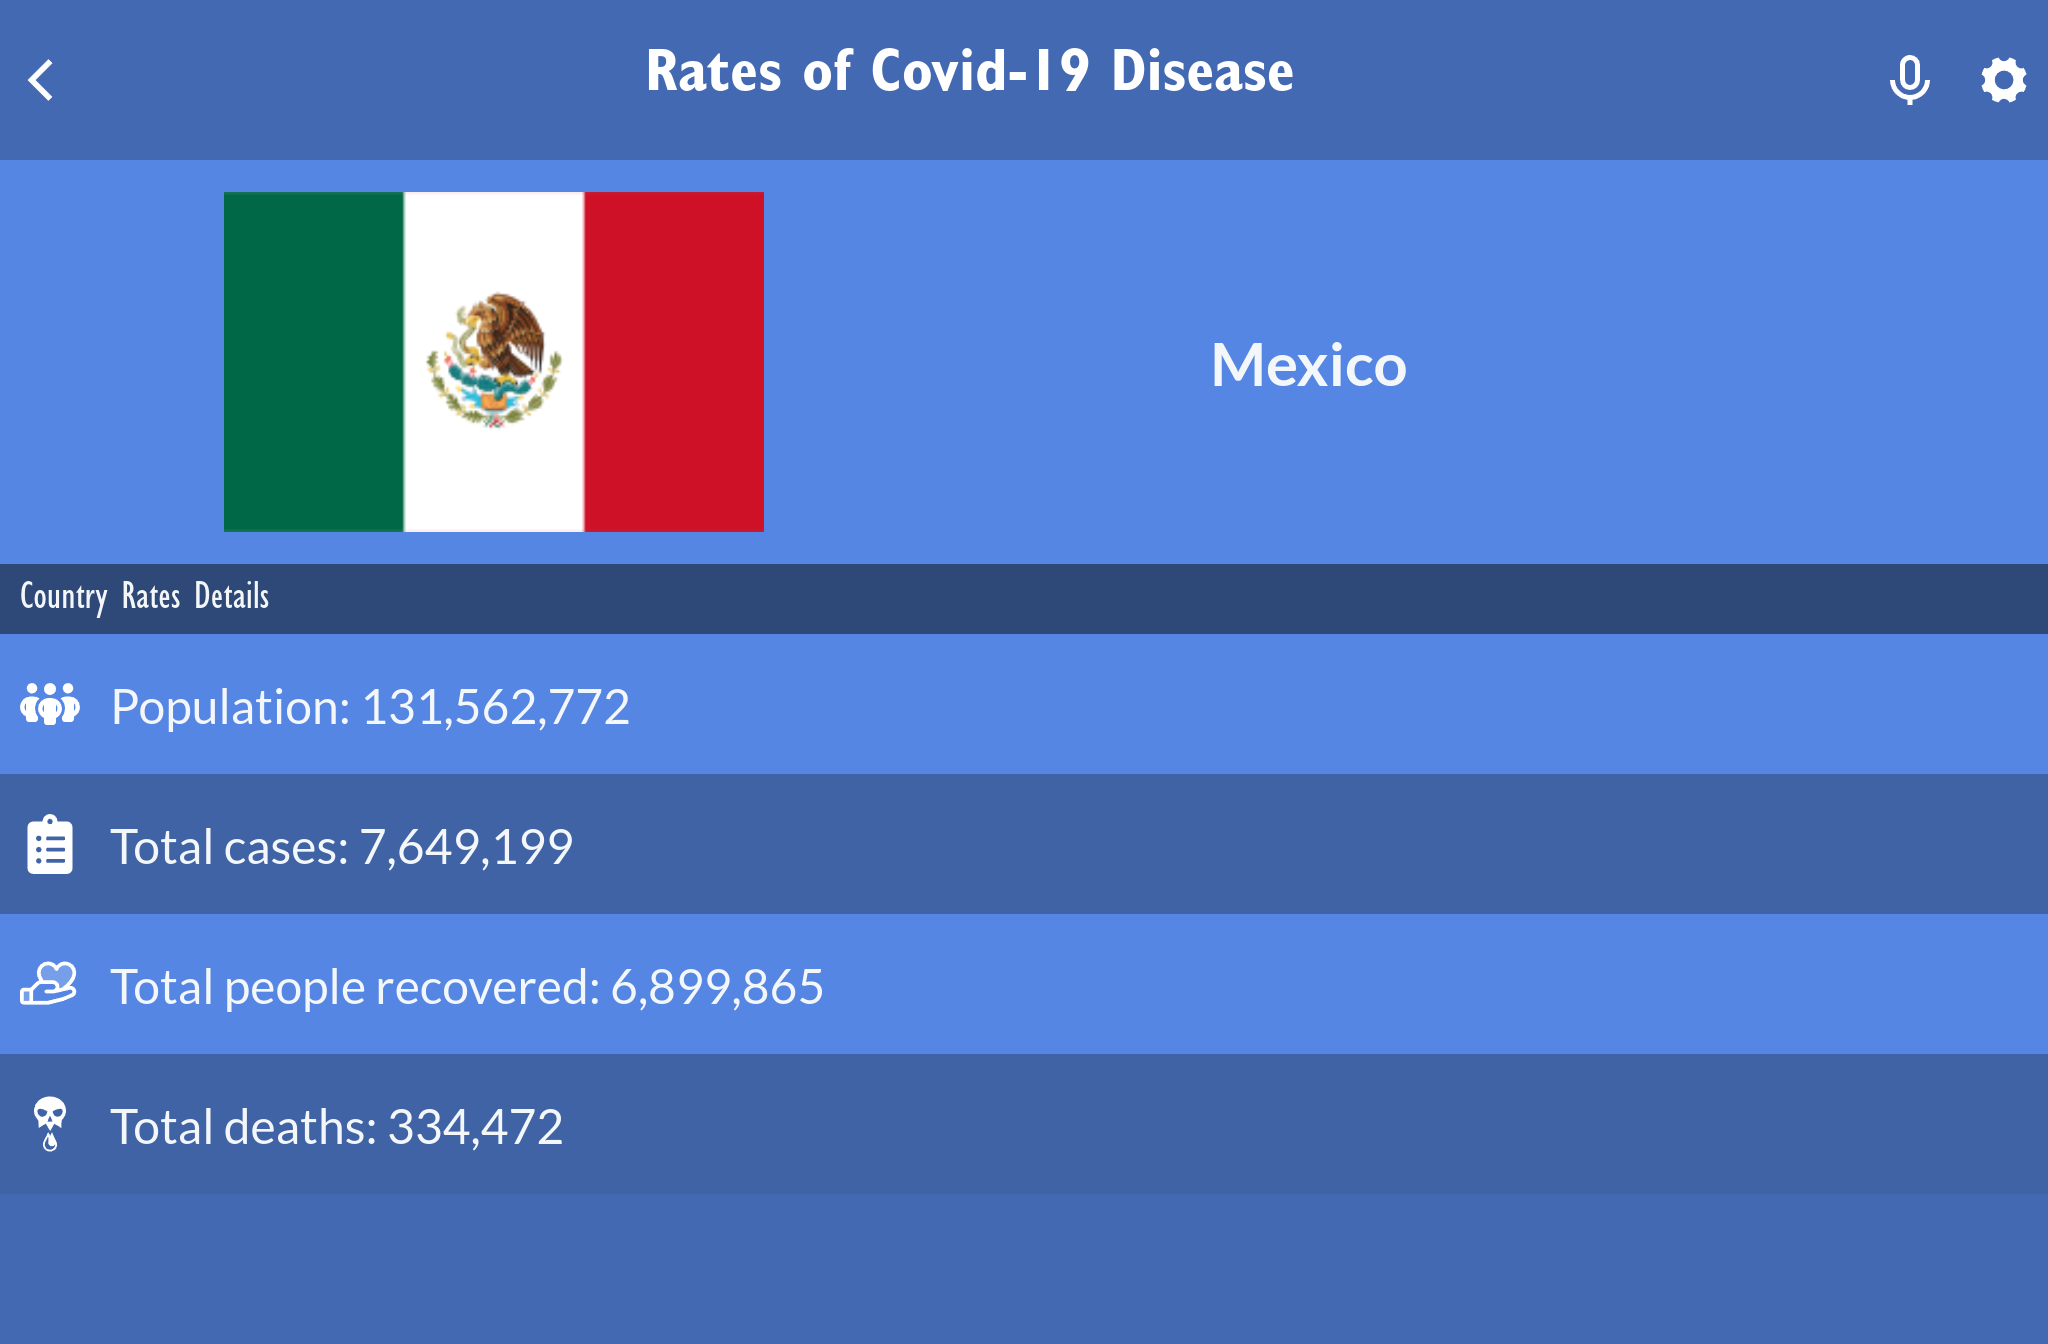 Rates of Covid-19 Disease
Mexico
Country Rates Details
Population: 131,562,772
Total cases: 7,649,199
Total people recovered: 6,899,865
Total deaths: 334,472